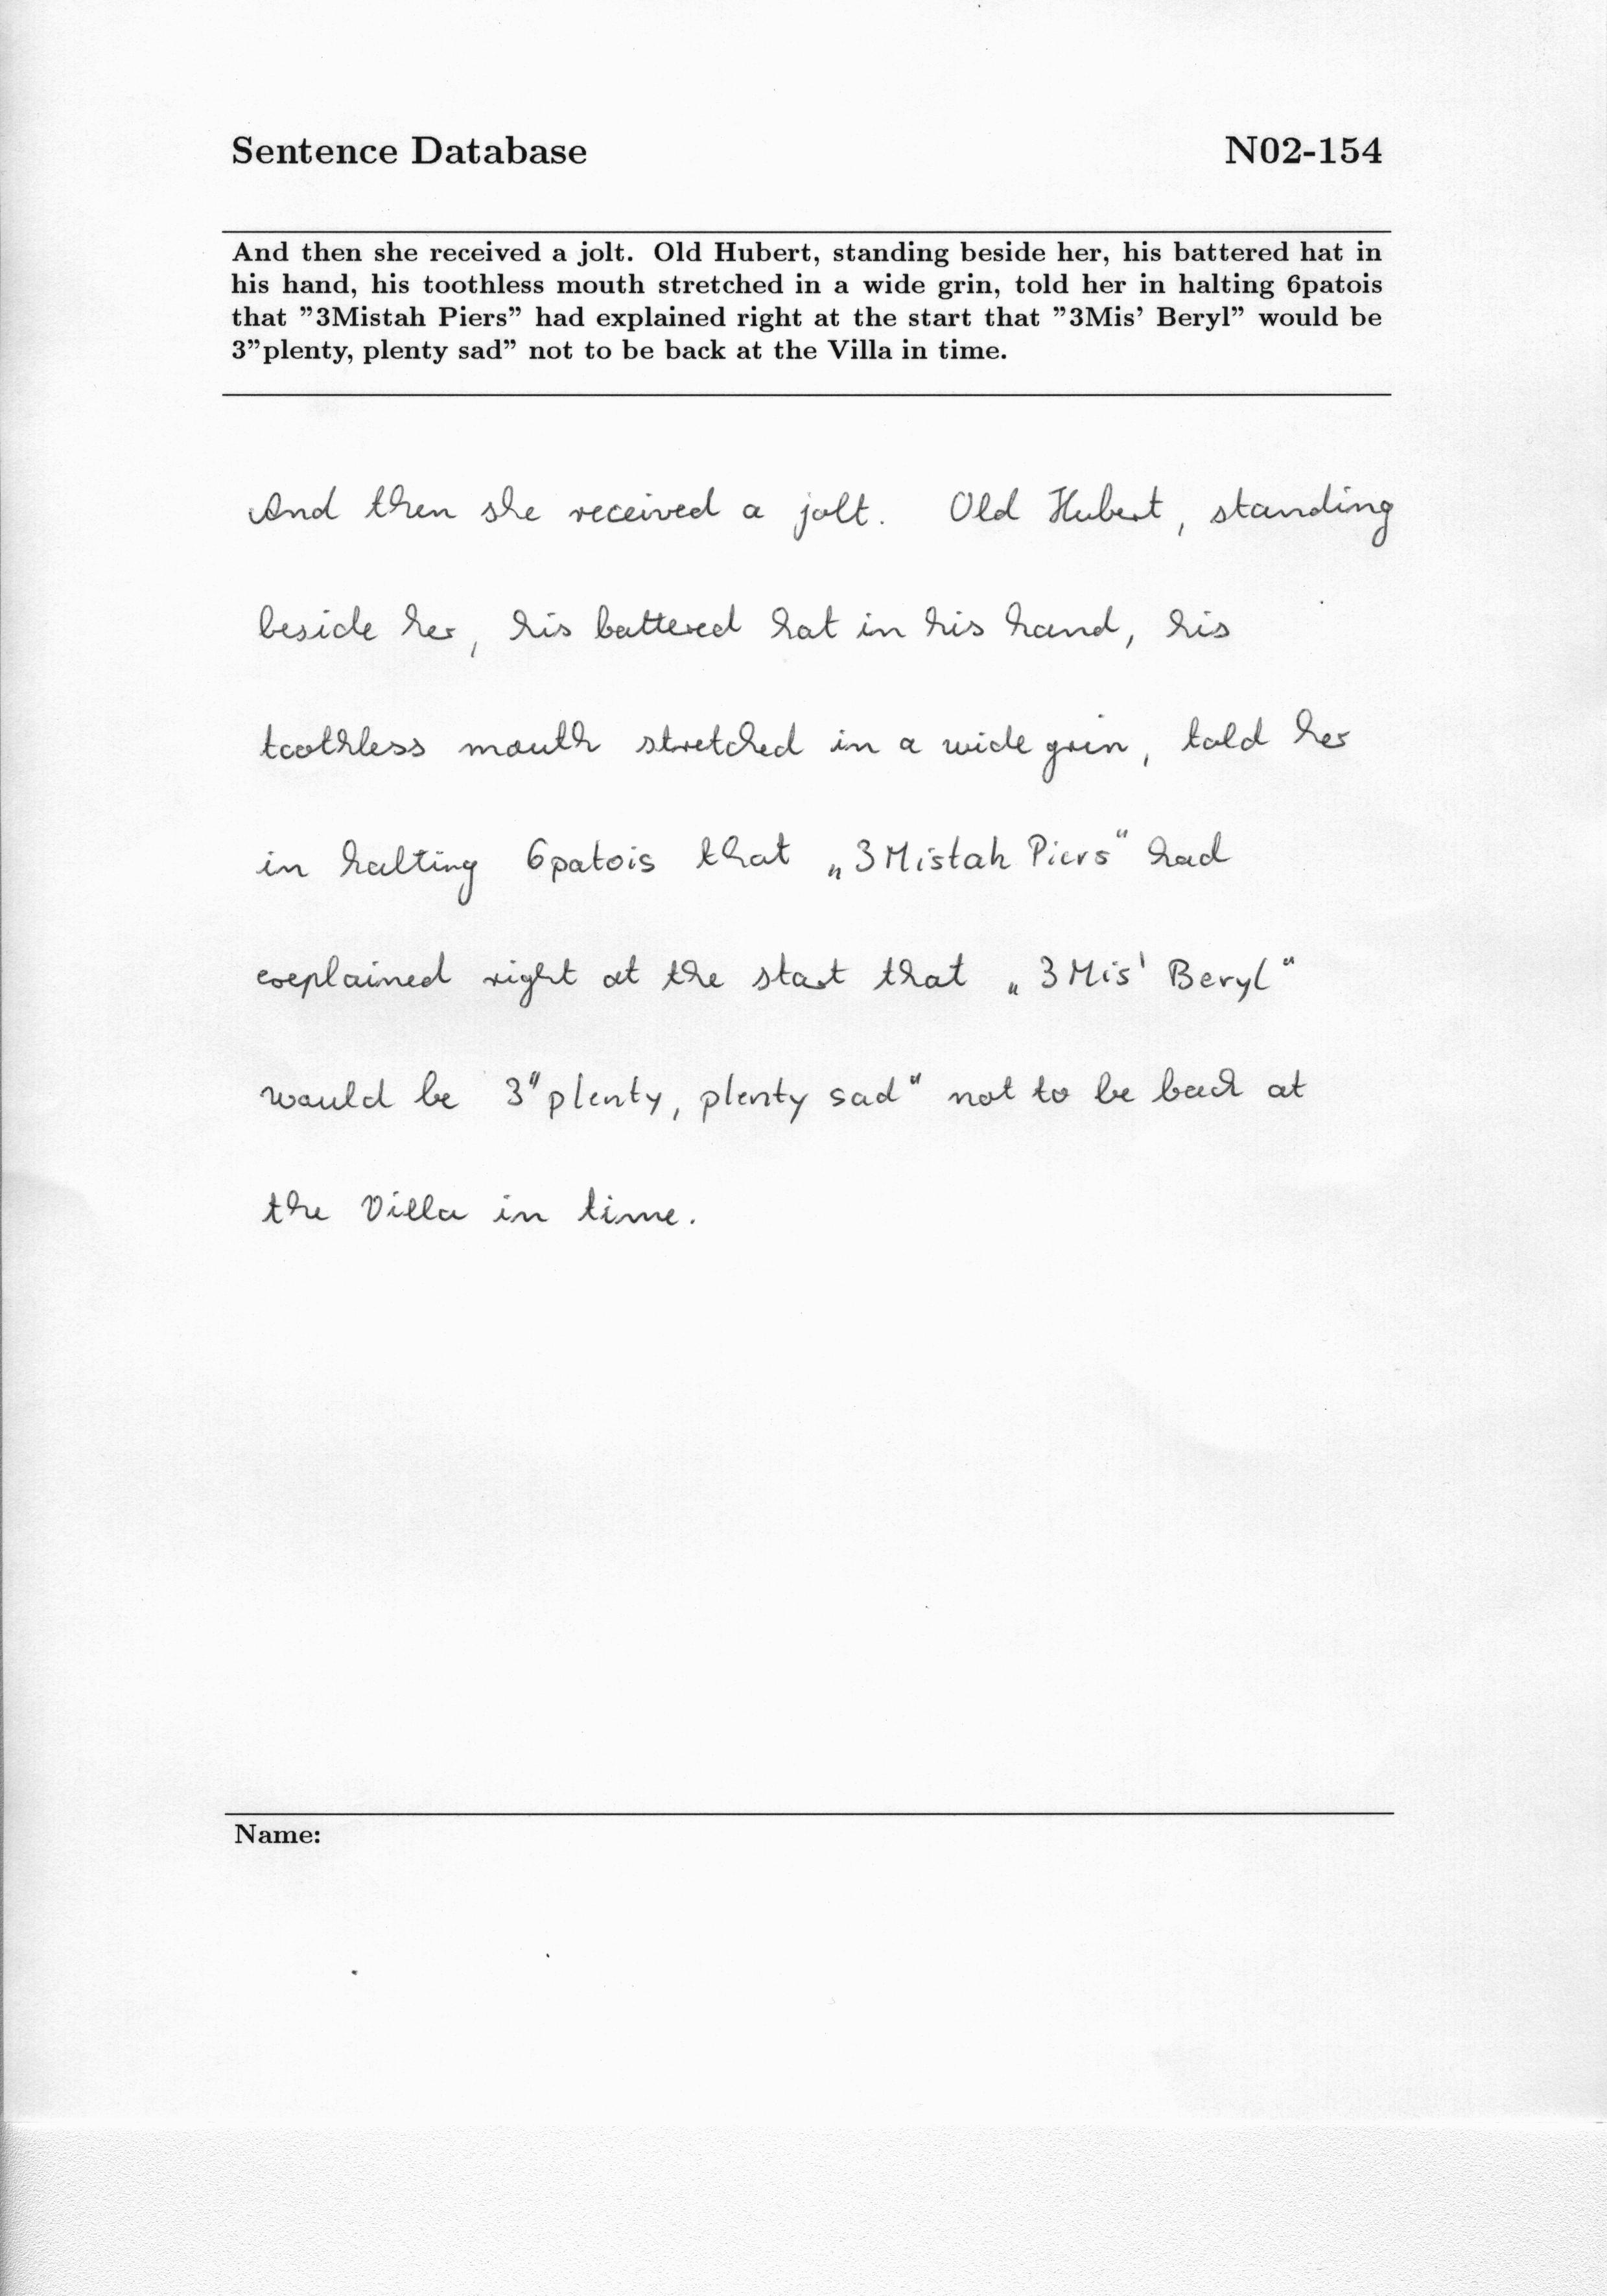 Sentence Database N02-154
And then she received a jolt. Old Hubert, standing beside her, his battered hat in
his hand, his toothless mouth stretched in a wide grin, told her in halting 6patois
that ”3Mistah Piers” had explained right at the start that ”3Mis’ Beryl” would be
3”plenty, plenty sad” not to be back at the Villa in time.
And then she received a jolt. Old Hubert, standing
beside her, his battered hat in his hand, his
toothless mouth stretched in a wide grin, told her
in halting 6patois that „3Mistah Piers“ had
explained right at the start that „3Mis' Beryl“
would be 3"plenty, plenty sad" not to be back at
the Villa in time.
Name: